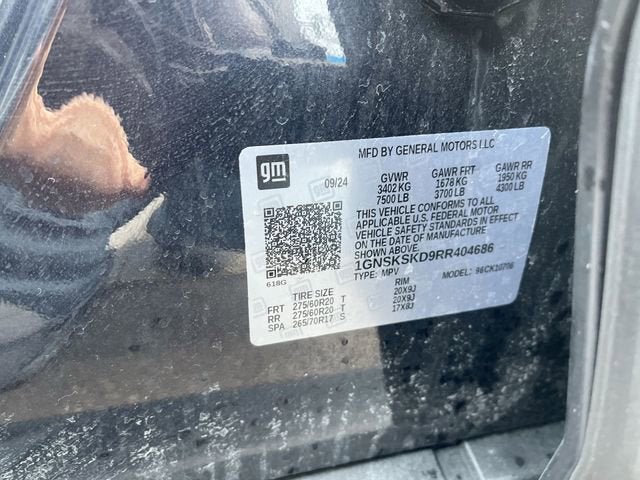 MFD BY GENERAL MOTORS LLC
gm
09/24
GVWR GAWR FRT GAWR RR
3402 KG 1678 KG 1950 KG
7500 LB 3700 LB 4300 LB
THIS VEHICLE CONFORMS TO ALL
APPLICABLE U.S. FEDERAL MOTOR
VEHICLE SAFETY STANDARDS IN EFFECT
ON THE DATE OF MANUFACTURE
SHOWN ABOVE.
1GNSKSKD9RR404686
618G
TYPE: MPV MODEL: 96CK10706
TIRE SIZE RIM
FRT 275/60R20 T 20X9J
RR 275/60R20 T 20X9J
SPA 265/70R17 S 17X8J